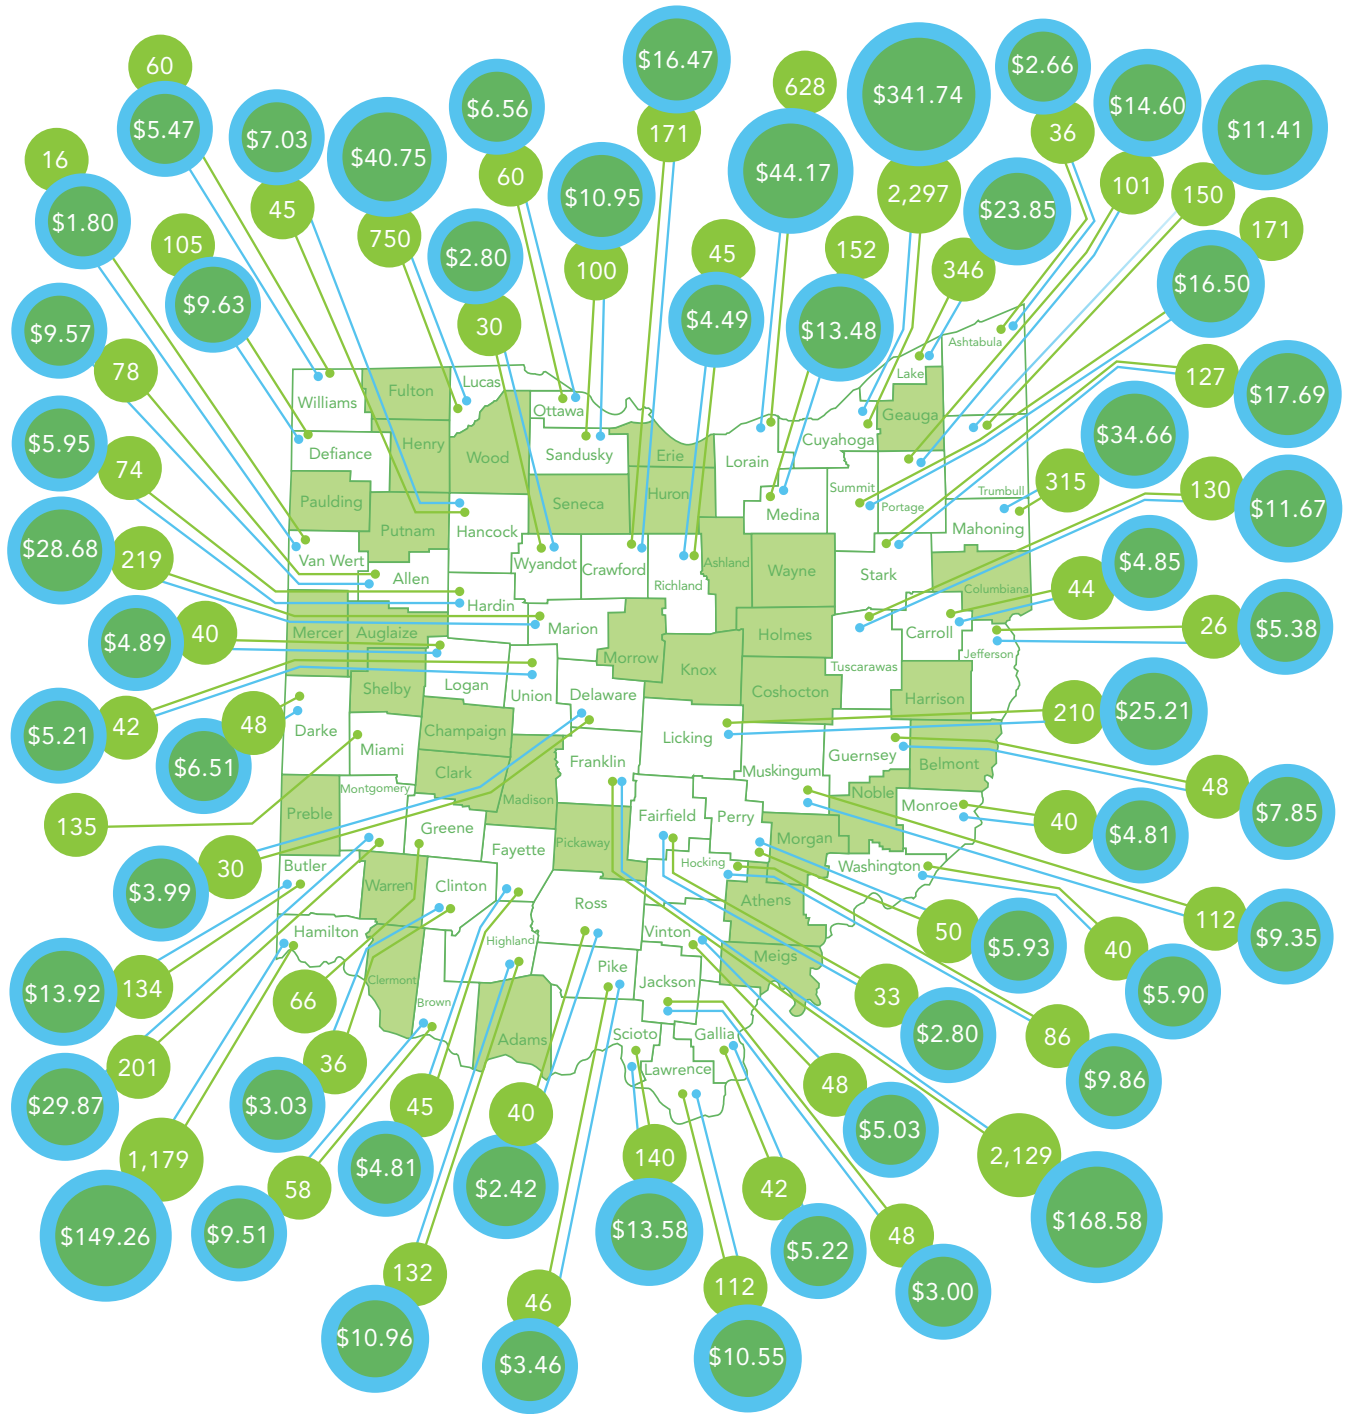 $16.47
60
$2.66
628
$341.74
$6.56
$14.60
$5.47
$7.03
$11.41
171
36
$40.75
16
$44.17
60
101
2,297
150
$10.95
45
$23.85
$1.80
171
750
105
152
45
$2.80
100
346
$16.50
$9.63
$4.49
30
$13.48
$9.57
Ashtabula
78
Lake
127
Lucas
Fulton
$17.69
Williams
Ottawa
Geauga
$5.95
Henry
Cuyahoga
$34.66
Defiance
Wood
Sandusky
Erie
Lorain
74
315
Summit
130
Trumbull
Huron
Paulding
Seneca
Portage
$11.67
Medina
Putnam
Hancock
Mahoning
$28.68
219
Van Wert
Wyandot
Crawford
Ashland
$4.85
Wayne
Stark
Allen
Richland
Columbiana
44
Hardin
26
$5.38
Marion
Mercer
Auglaize
Holmes
Carroll
$4.89
40
Jefferson
Morrow
Tuscarawas
Knox
Logan
Shelby
Union
Delaware
Coshocton
Harrison
210
$25.21
48
42
$5.21
Darke
Champaign
Licking
Miami
Guernsey
Franklin
Belmont
$6.51
Muskingum
Clark
48
Montgomery
Noble
Madison
Monroe
$7.85
Preble
Fairfield
Perry
40
135
Greene
$4.81
Morgan
Pickaway
Fayette
Hocking
Butler
Washington
30
Warren
Clinton
$3.99
Athens
Ross
112
Hamilton
Vinton
50
$9.35
Highland
$5.93
40
Meigs
Pike
Clermont
Jackson
134
$13.92
$5.90
33
66
Brown
Scioto
Gallia
$2.80
86
Adams
36
201
Lawrence
$9.86
48
$3.03
45
$29.87
40
$5.03
2,129
140
1,179
$4.81
58
$2.42
42
$168.58
$13.58
$9.51
48
$149.26
$5.22
132
112
$3.00
46
$10.96
$10.55
$3.46